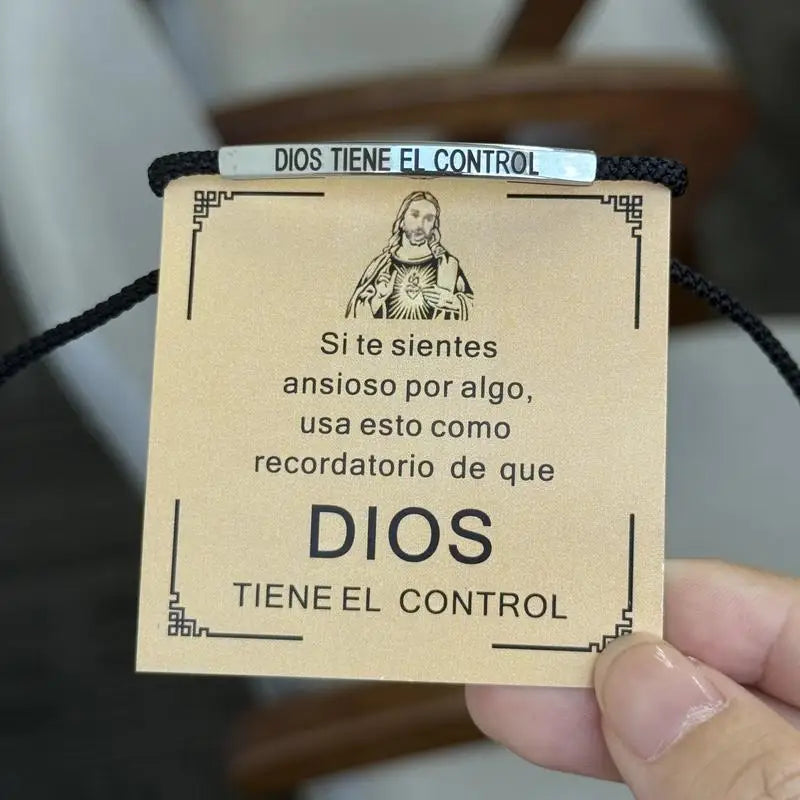 DIOS TIENE EL CONTROL
Si te sientes
ansioso por algo,
usa esto como
recordatorio de que
DIOS
TIENE EL CONTROL